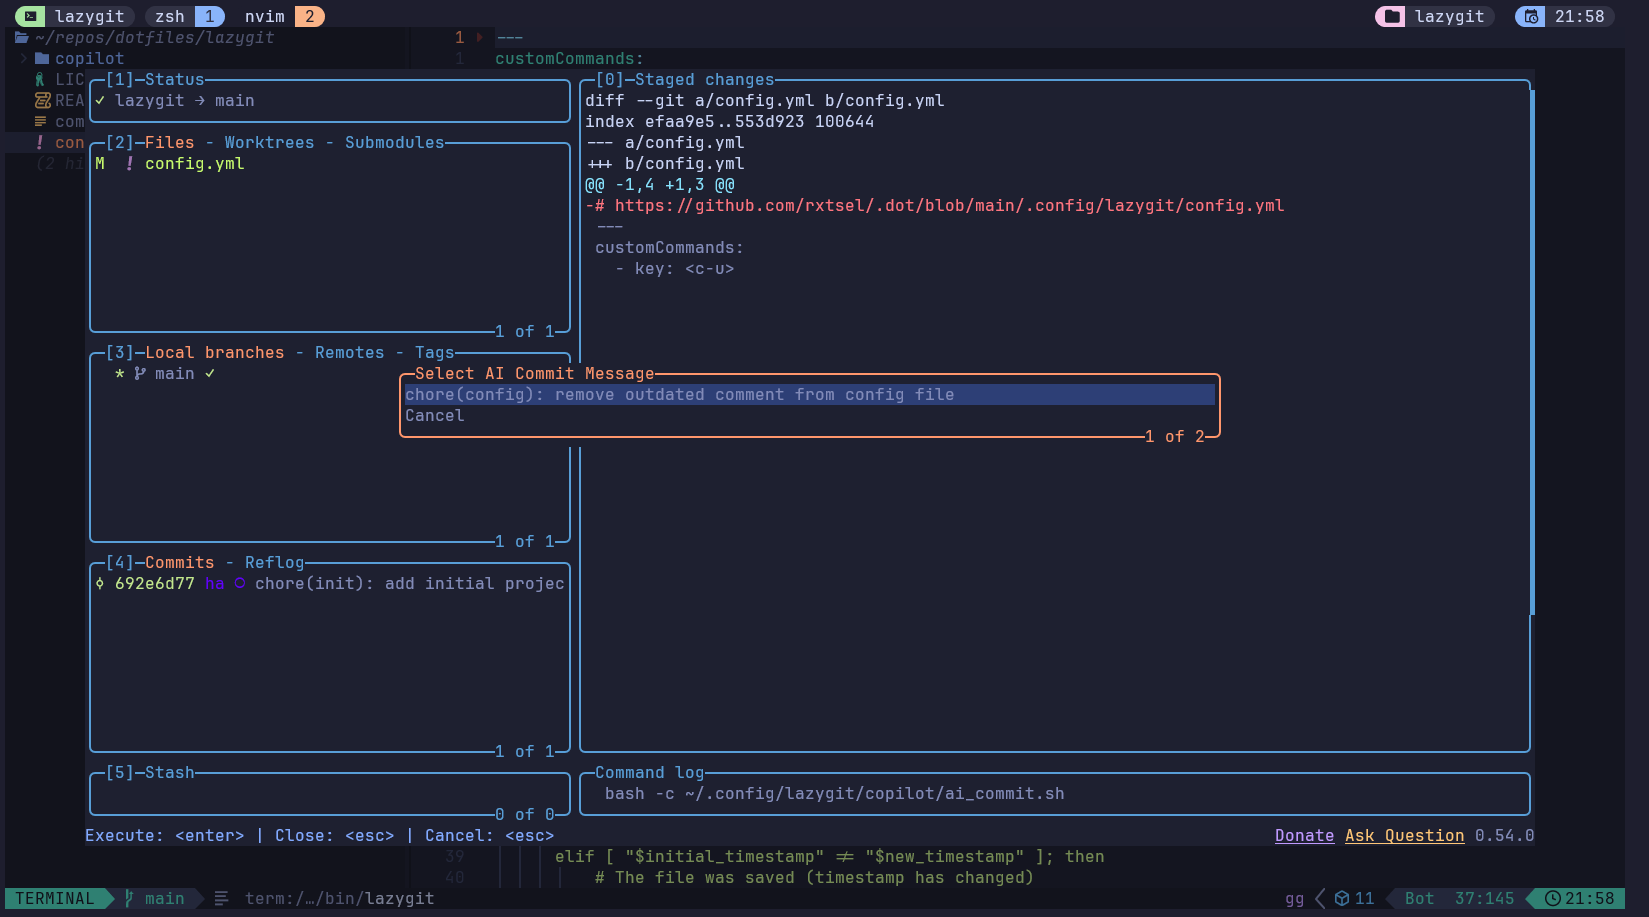 lazygit zsh 1 nvim 2 lazygit 21:58
~/repos/dotfiles/lazygit 1 ---
copilot 1 customCommands:
LIC [1]—Status [0]—Staged changes
REA ✓ lazygit → main diff --git a/config.yml b/config.yml
com index efaa9e5..553d923 100644
! con [2]—Files - Worktrees - Submodules --- a/config.yml
(2 hi M ! config.yml +++ b/config.yml
@@ -1,4 +1,3 @@
-# https://github.com/rxtsel/.dot/blob/main/.config/lazygit/config.yml
---
customCommands:
- key: <c-u>
1 of 1
[3]—Local branches - Remotes - Tags
* main ✓ Select AI Commit Message
chore(config): remove outdated comment from config file
Cancel
1 of 2
1 of 1
[4]—Commits - Reflog
692e6d77 ha chore(init): add initial projec
1 of 1
[5]—Stash Command log
bash -c ~/.config/lazygit/copilot/ai_commit.sh
0 of 0
Execute: <enter> | Close: <esc> | Cancel: <esc> Donate Ask Question 0.54.0
39 elif [ "$initial_timestamp" != "$new_timestamp" ]; then
40 # The file was saved (timestamp has changed)
TERMINAL main term:/…/bin/lazygit gg 11 Bot 37:145 21:58